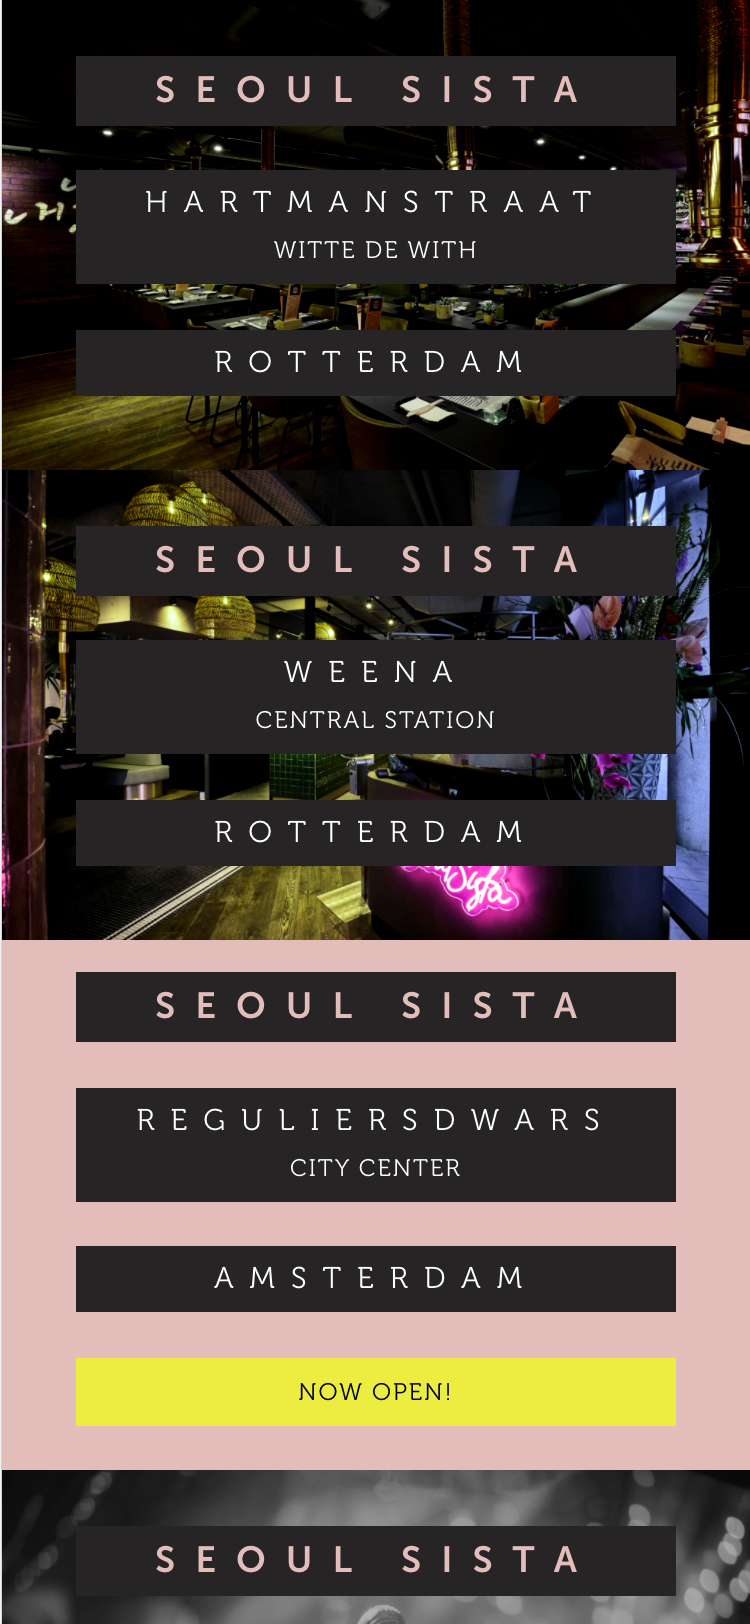 SEOUL SISTA
HARTMANSTRAAT
WITTE DE WITH
ROTTERDAM
SEOUL SISTA
WEENA
CENTRAL STATION
ROTTERDAM
Sista
SEOUL SISTA
REGULIERSDWARS
CITY CENTER
AMSTERDAM
NOW OPEN!
SEOUL SISTA